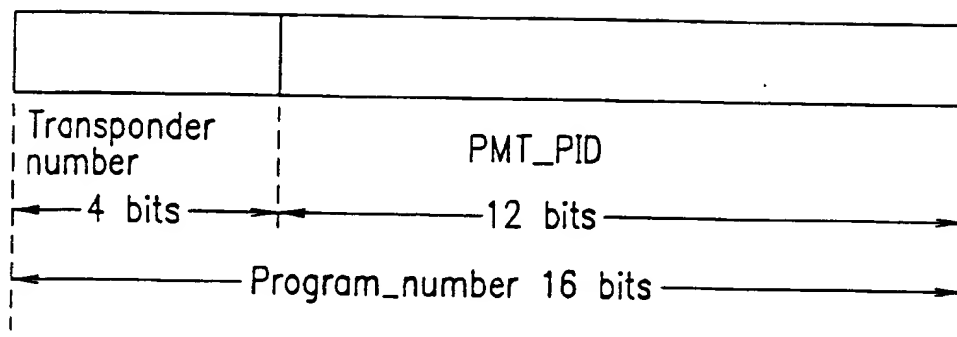 Transponder
number
PMT_PID
4 bits
12 bits
Program_number 16 bits